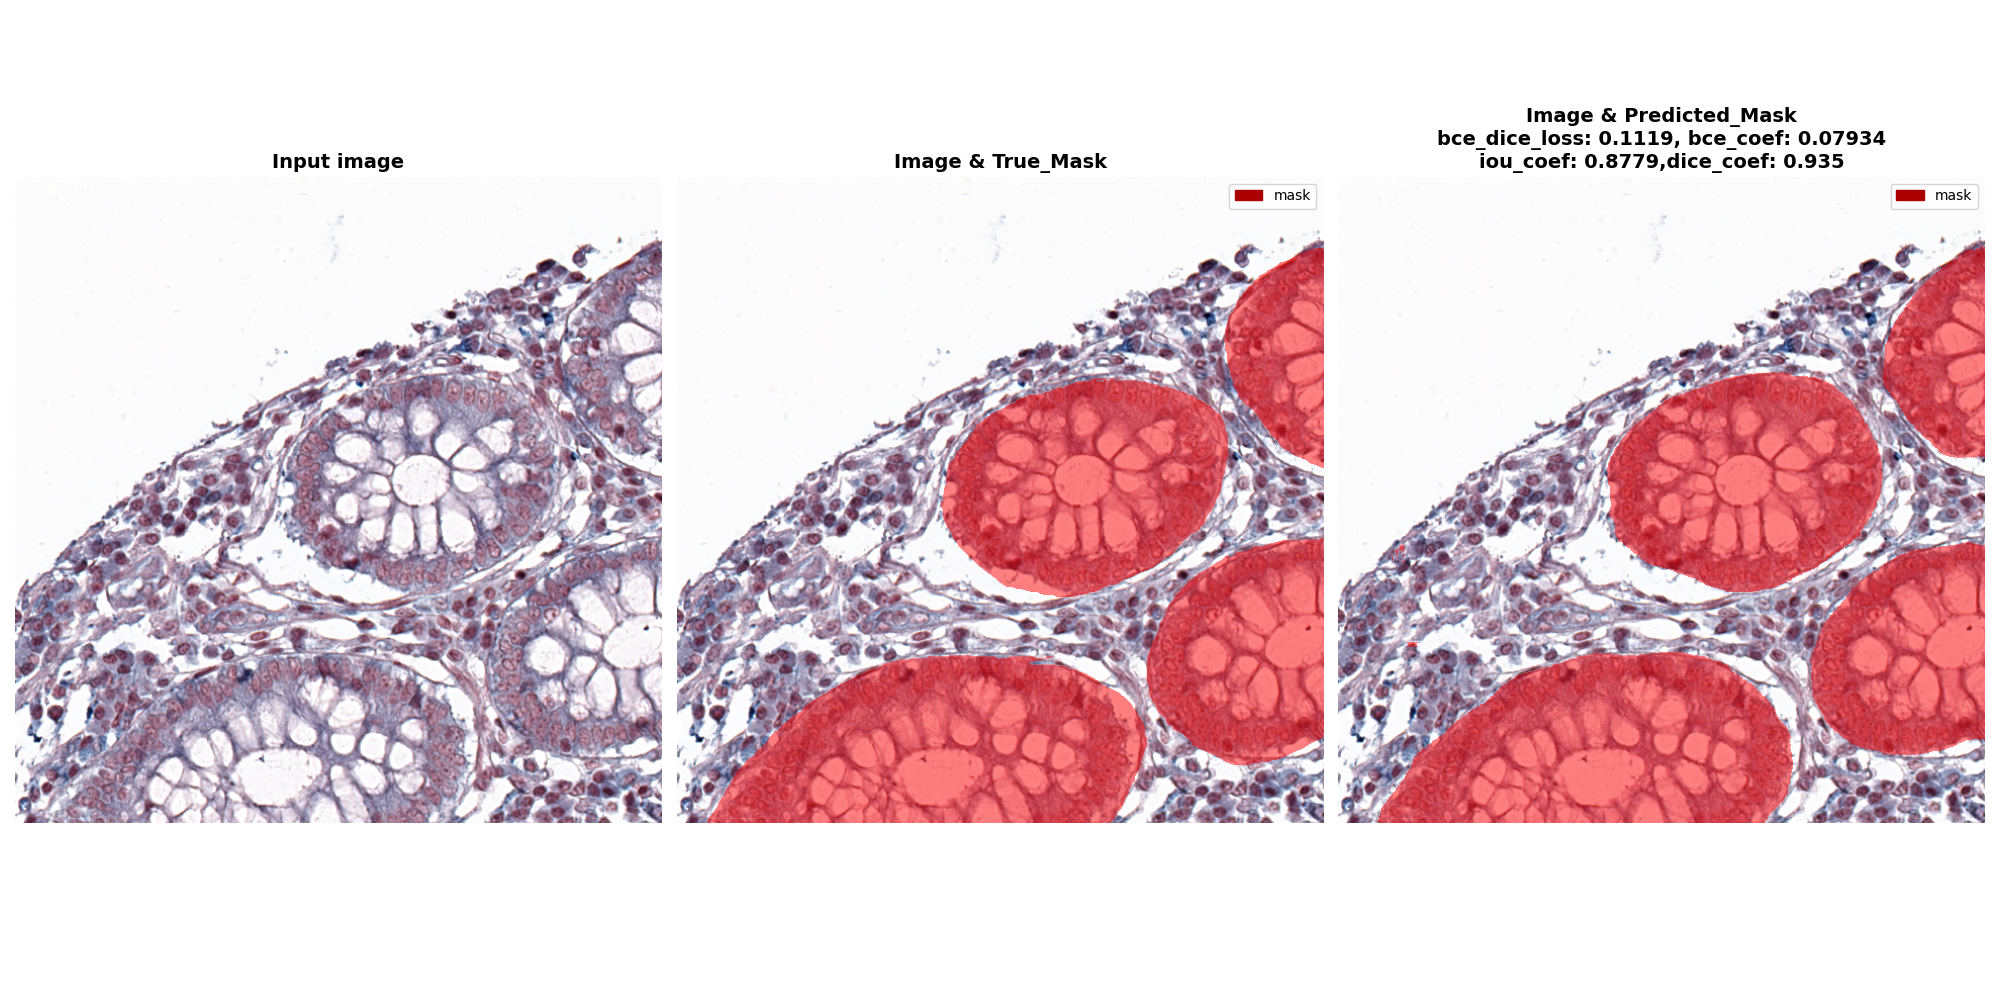 Input image
Image & True_Mask
mask
Image & Predicted_Mask
bce_dice_loss: 0.1119, bce_coef: 0.07934
iou_coef: 0.8779,dice_coef: 0.935
mask